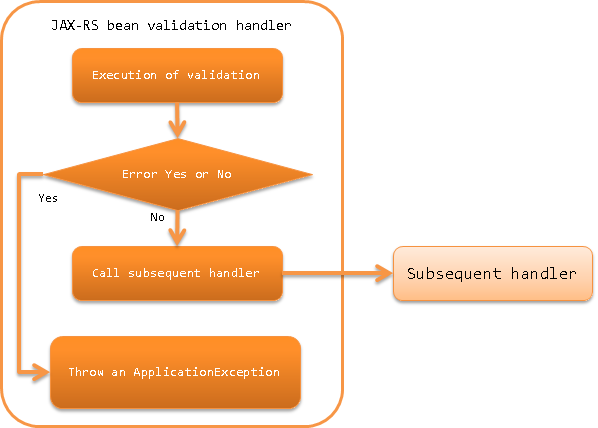 JAX-RS bean validation handler
Execution of validation
Error Yes or No
Yes
No
Call subsequent handler
Subsequent handler
Throw an ApplicationException